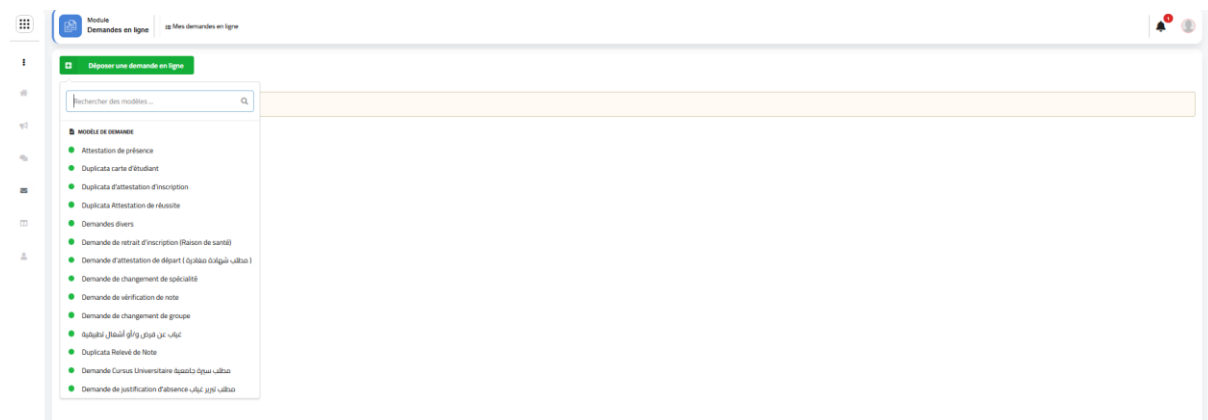 Module
Demandes en ligne
Mes demandes en ligne
1
Déposer une demande en ligne
Rechercher des modèles...
MODÈLE DE DEMANDE
Attestation de présence
Duplicata carte d'étudiant
Duplicata d'attestation d'inscription
Duplicata Attestation de réussite
Demandes divers
Demande de retrait d'inscription (Raison de santé)
Demande d'attestation de départ ( مطلب شهادة مغادرة )
Demande de changement de spécialité
Demande de vérification de note
Demande de changement de groupe
غياب عن فرض و/أو أشغال تطبيقية
Duplicata Relevé de Note
Demande Cursus Universitaire مطلب سيرة جامعية
Demande de justification d'absence مطلب تبرير غياب